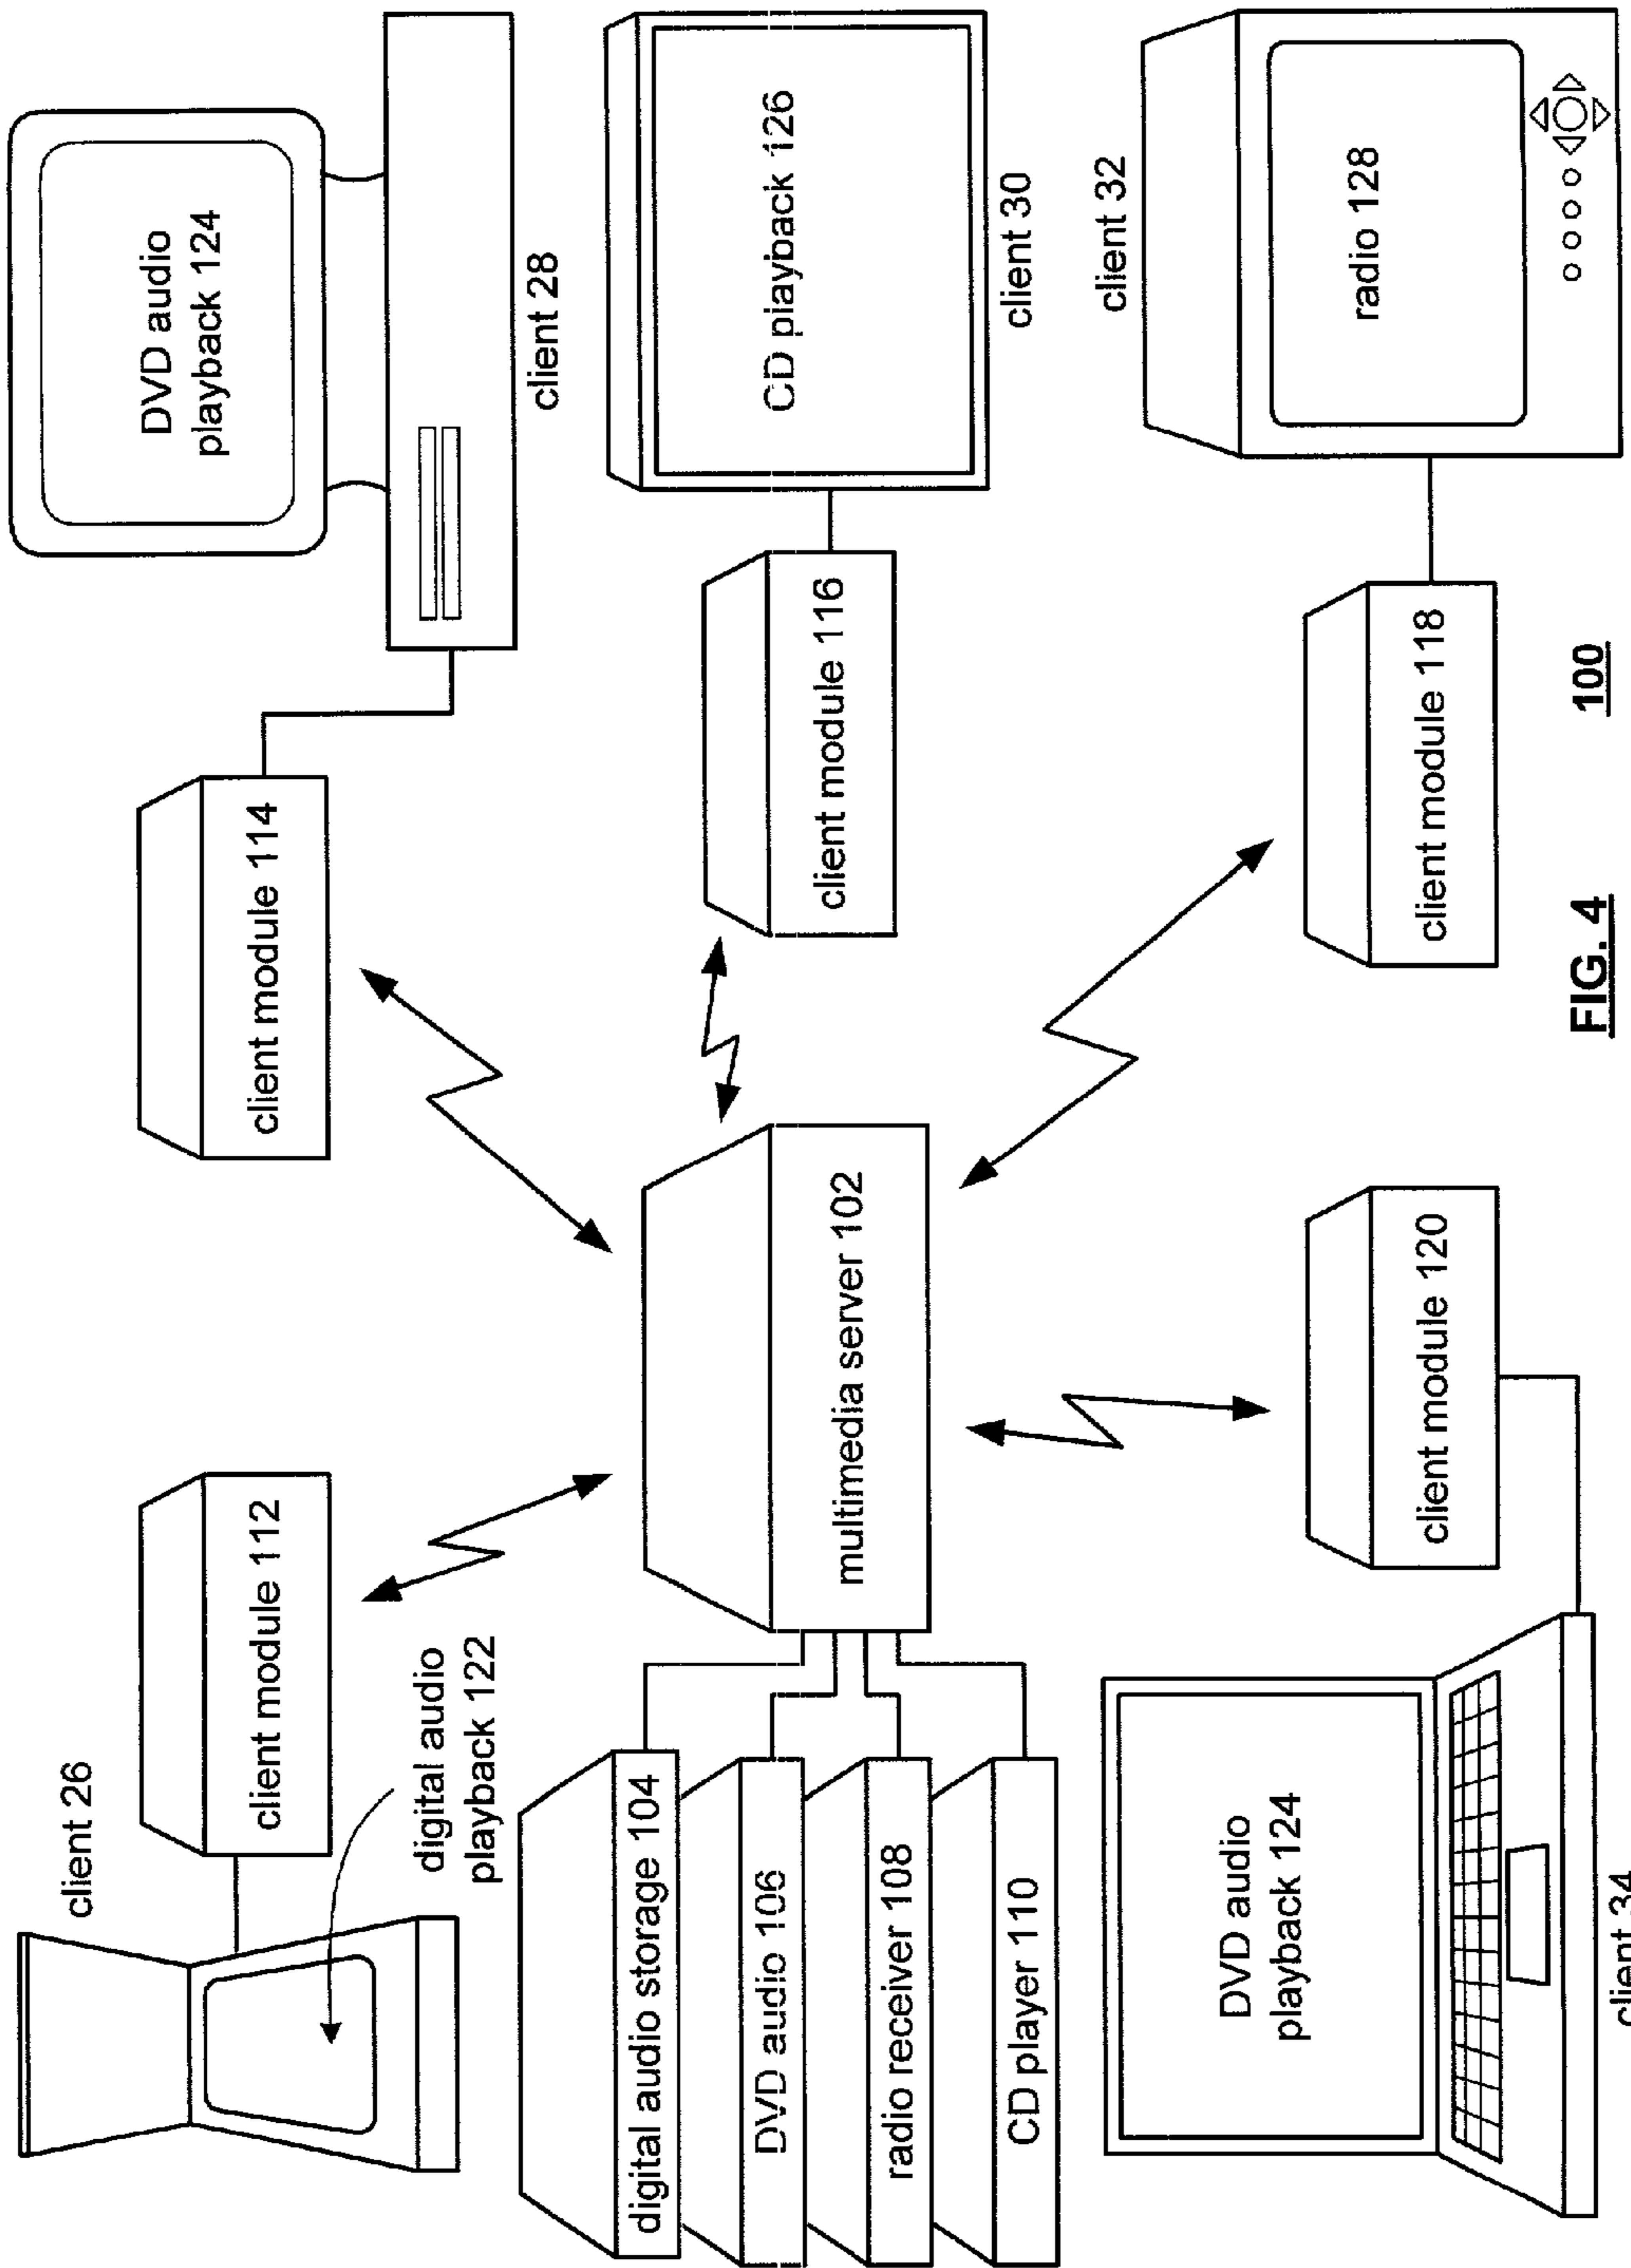 client 26
client module 112
digital audio
playback 122
client module 114
DVD audio
playback 124
client 28
digital audio storage 104
DVD audio 106
radio receiver 108
CD player 110
multimedia server 102
client module 116
CD playback 126
client 30
DVD audio
playback 124
client 34
client module 120
client module 118
client 32
radio 128
FIG. 4
100